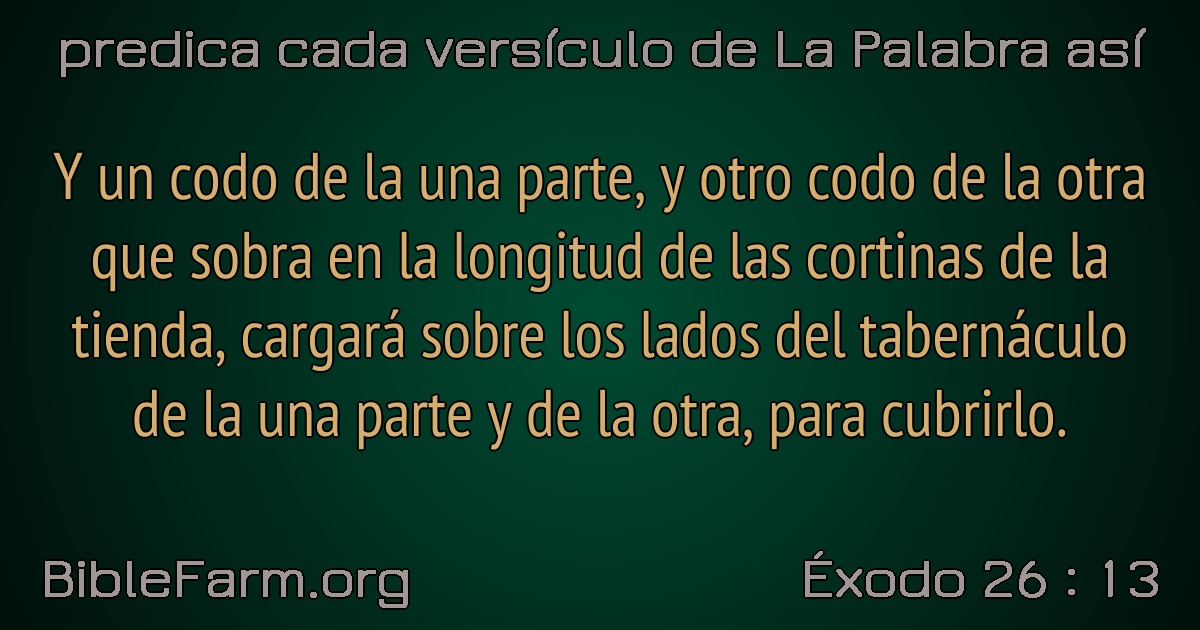 predica cada versículo de La Palabra así
Y un codo de la una parte, y otro codo de la otra
que sobra en la longitud de las cortinas de la
tienda, cargará sobre los lados del tabernáculo
de la una parte y de la otra, para cubrirlo.
BibleFarm.org
Éxodo 26 : 13